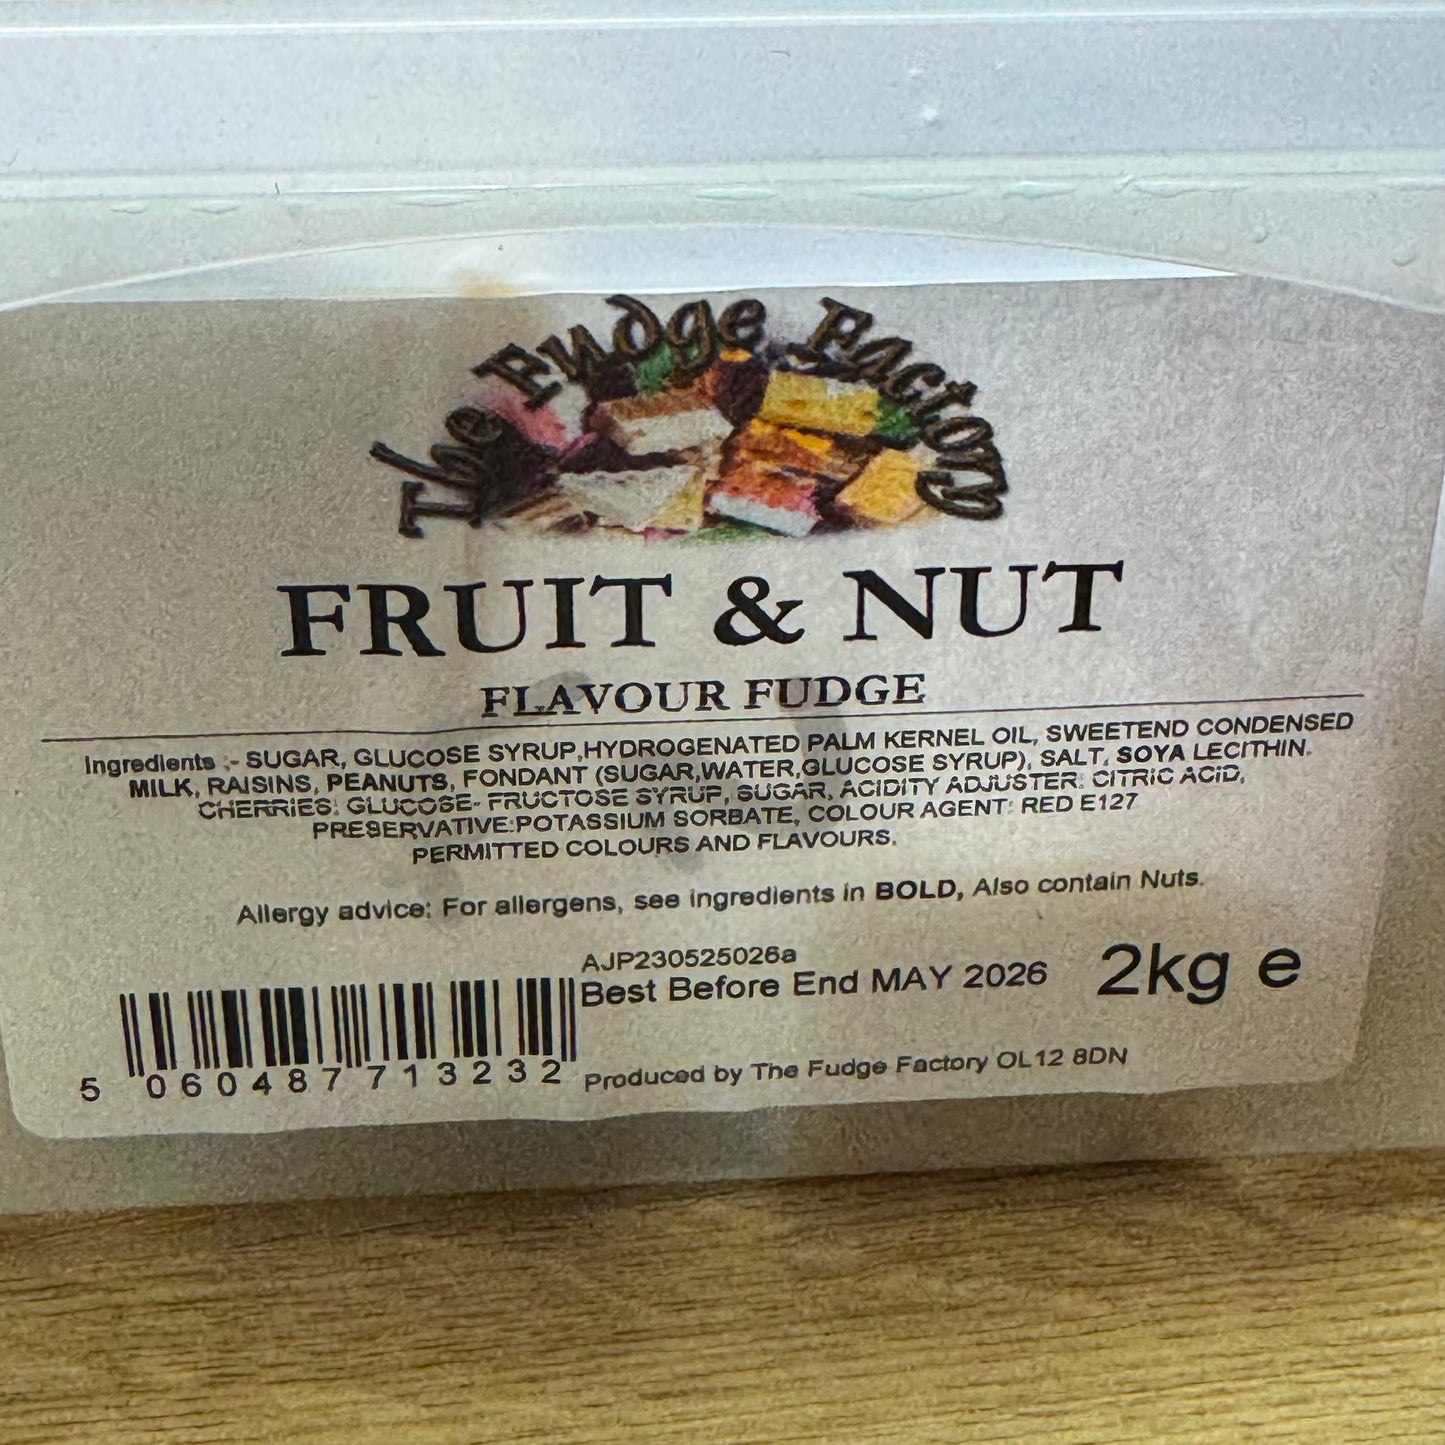 The Fudge Factory
FRUIT & NUT
FLAVOUR FUDGE
Ingredients :- SUGAR, GLUCOSE SYRUP,HYDROGENATED PALM KERNEL OIL, SWEETEND CONDENSED
MILK, RAISINS, PEANUTS, FONDANT (SUGAR,WATER,GLUCOSE SYRUP), SALT, SOYA LECITHIN.
CHERRIES: GLUCOSE- FRUCTOSE SYRUP, SUGAR, ACIDITY ADJUSTER: CITRIC ACID,
PRESERVATIVE:POTASSIUM SORBATE, COLOUR AGENT: RED E127
PERMITTED COLOURS AND FLAVOURS.
Allergy advice: For allergens, see ingredients in BOLD, Also contain Nuts.
AJP230525026a
Best Before End MAY 2026
2kg e
5 060487 713232
Produced by The Fudge Factory OL12 8DN